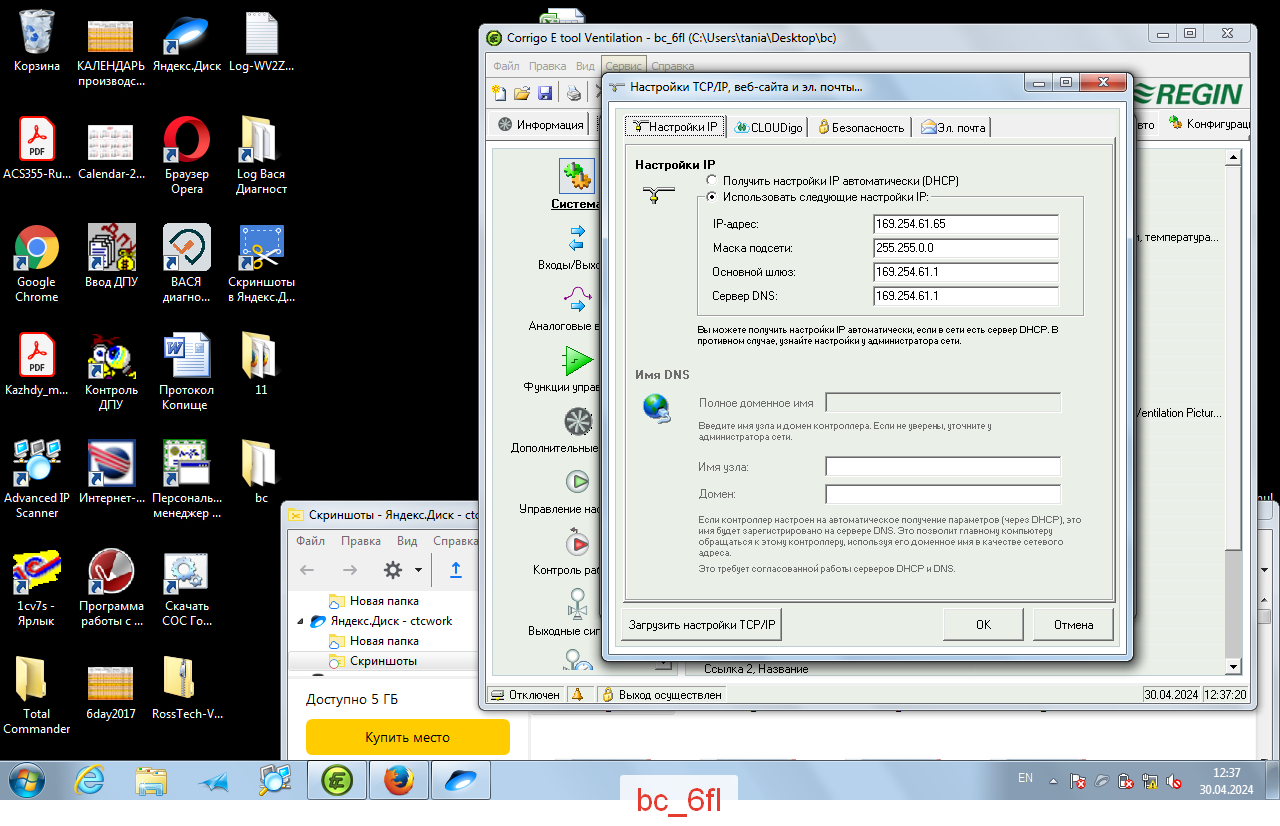 Корзина
КАЛЕНДАРЬ
производс...
Яндекс.Диск
Log-WV2Z...
ACS355-Ru...
Calendar-2...
Браузер
Opera
Log Вася
Диагност
Google
Chrome
Ввод ДПУ
ВАСЯ
диагно...
Скриншоты
в Яндекс.Д...
Kazhdy_m...
Контроль
ДПУ
Протокол
Копище
11
Advanced IP
Scanner
Интернет-...
Персональ...
менеджер ...
bc
1cv7s -
Ярлык
Программа
работы с ...
Скачать
СОС Го...
Total
Commander
6day2017
RossTech-V...
Corrigo E tool Ventilation - bc_6fl (C:\Users\tania\Desktop\bc)
Файл Правка Вид Сервис Справка
REGIN
Информация
вто
Конфигурац
Система
Входы/Выхо
Аналоговые в
Функции управ
Дополнительные
Управление нас
Контроль раб
Выходные сиг
и, температура...
Ventilation Pictur...
Ссылка 2, Название
Отключен
Выход осуществлен
30.04.2024 12:37:20
Настройки TCP/IP, веб-сайта и эл. почты...
Настройки IP
CLOUDigo
Безопасность
Эл. почта
Настройки IP
Получить настройки IP автоматически (DHCP)
Использовать следующие настройки IP:
IP-адрес: 169.254.61.65
Маска подсети: 255.255.0.0
Основной шлюз: 169.254.61.1
Сервер DNS: 169.254.61.1
Вы можете получить настройки IP автоматически, если в сети есть сервер DHCP. В
противном случае, узнайте настройки у администратора сети.
Имя DNS
Полное доменное имя
Введите имя узла и домен контроллера. Если не уверены, уточните у
администратора сети.
Имя узла:
Домен:
Если контроллер настроен на автоматическое получение параметров (через DHCP), это
имя будет зарегистрировано на сервере DNS. Это позволит главному компьютеру
обращаться к этому контроллеру, используя его доменное имя в качестве сетевого
адреса.
Это требует согласованной работы серверов DHCP и DNS.
Загрузить настройки TCP/IP
OK
Отмена
Скриншоты - Яндекс.Диск - ctc
Файл Правка Вид Справка
Новая папка
Яндекс.Диск - ctcwork
Новая папка
Скриншоты
Доступно 5 ГБ
Купить место
EN
12:37
30.04.2024
bc_6fl